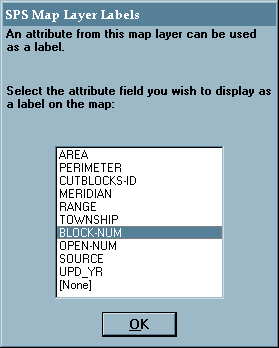 SPS Map Layer Labels
An attribute from this map layer can be used
as a label.
Select the attribute field you wish to display as
a label on the map:
AREA
PERIMETER
CUTBLOCKS-ID
MERIDIAN
RANGE
TOWNSHIP
BLOCK-NUM
OPEN-NUM
SOURCE
UPD_YR
[None]
OK